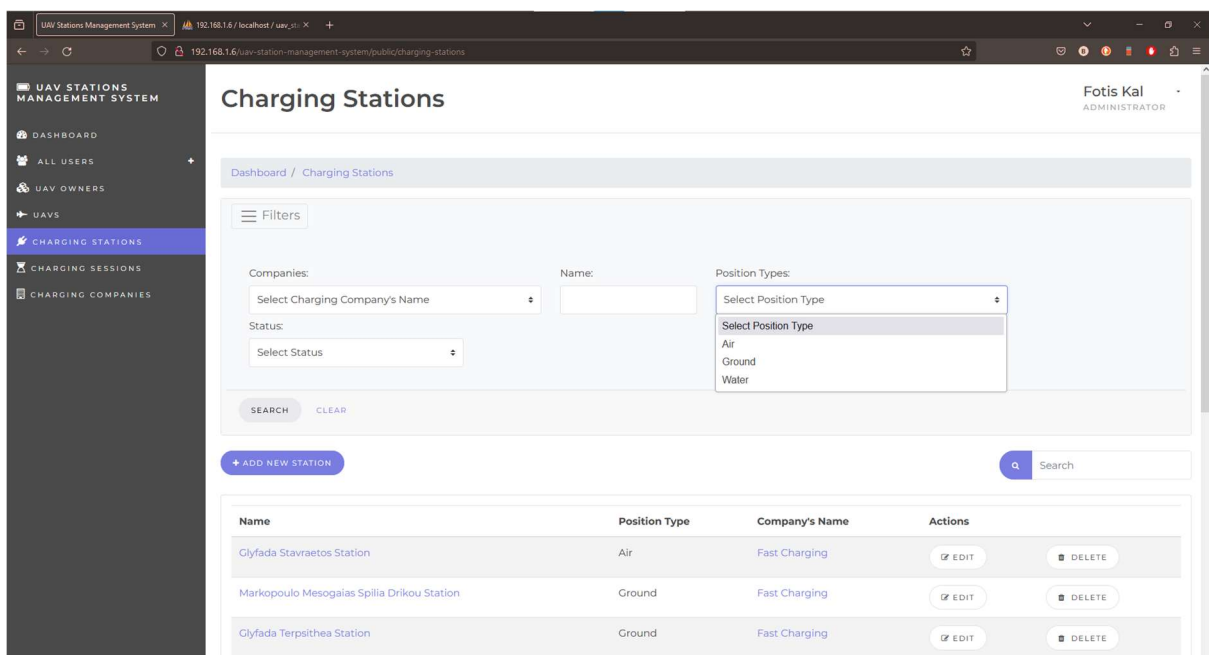 UAV Stations Management System
192.168.1.6 / localhost / uav_st
192.168.1.6/uav-station-management-system/public/charging-stations
UAV STATIONS
MANAGEMENT SYSTEM
DASHBOARD
ALL USERS +
UAV OWNERS
UAVS
CHARGING STATIONS
CHARGING SESSIONS
CHARGING COMPANIES
Charging Stations
Fotis Kal
ADMINISTRATOR
Dashboard / Charging Stations
Filters
Companies: Name: Position Types:
Select Charging Company's Name Select Position Type
Status: Select Position Type
Air
Select Status
Ground
Water
SEARCH CLEAR
+ ADD NEW STATION Search
Name Position Type Company's Name Actions
Glyfada Stavraetos Station Air Fast Charging EDIT DELETE
Markopoulo Mesogaias Spilia Drikou Station Ground Fast Charging EDIT DELETE
Glyfada Terpsithea Station Ground Fast Charging EDIT DELETE